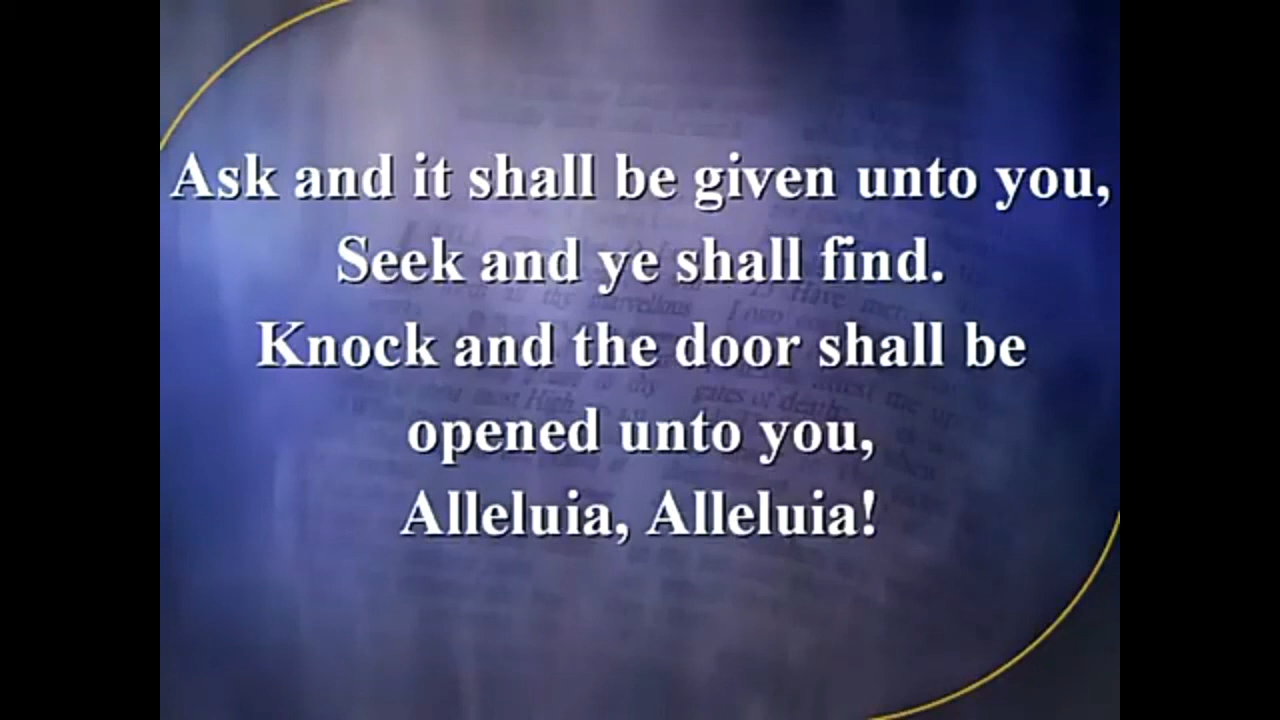 Ask and it shall be given unto you,
Seek and ye shall find.
Knock and the door shall be
opened unto you,
Alleluia, Alleluia!